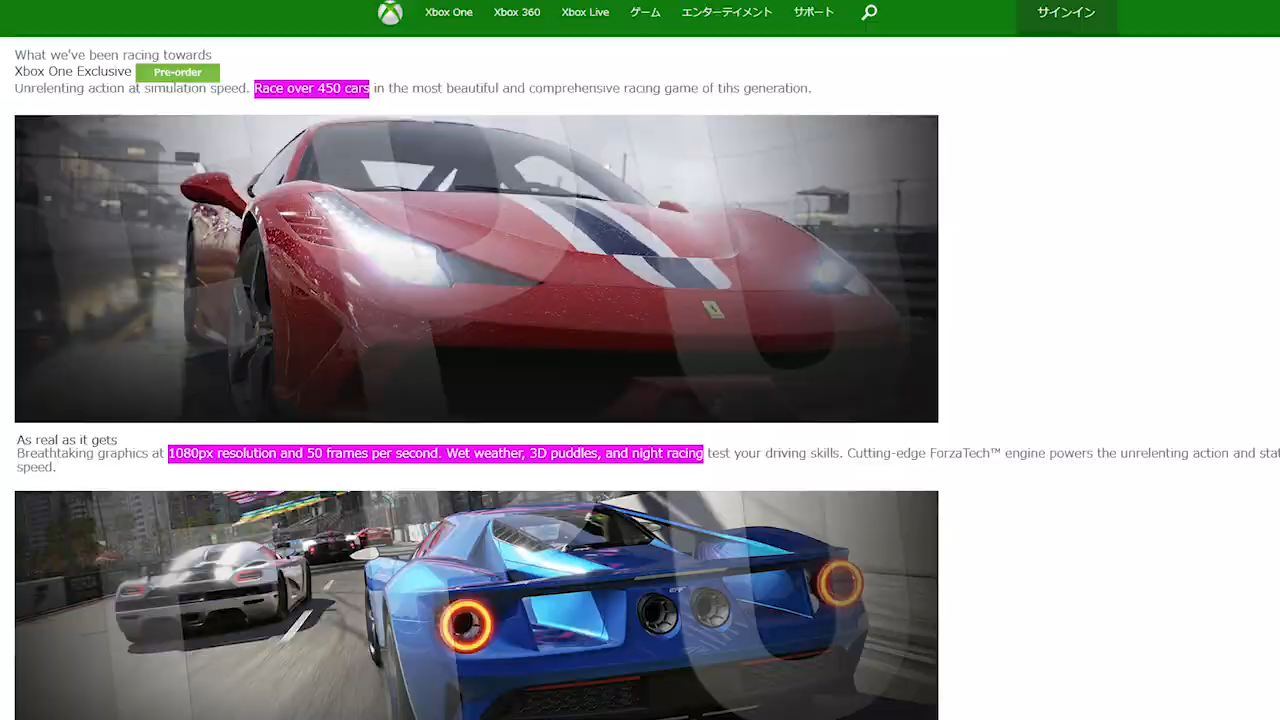 Xbox One Xbox 360 Xbox Live ゲーム エンターテイメント サポート サインイン
What we've been racing towards
Xbox One Exclusive Pre-order
Unrelenting action at simulation speed. Race over 450 cars in the most beautiful and comprehensive racing game of tihs generation.
As real as it gets
Breathtaking graphics at 1080px resolution and 50 frames per second. Wet weather, 3D puddles, and night racing test your driving skills. Cutting-edge ForzaTech™ engine powers the unrelenting action and stat
speed.